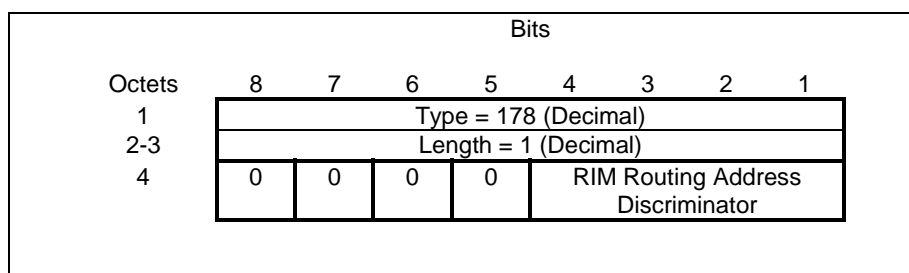 Bits
Octets 8 7 6 5 4 3 2 1
1 Type = 178 (Decimal)
2-3 Length = 1 (Decimal)
4 0 0 0 0 RIM Routing Address
Discriminator